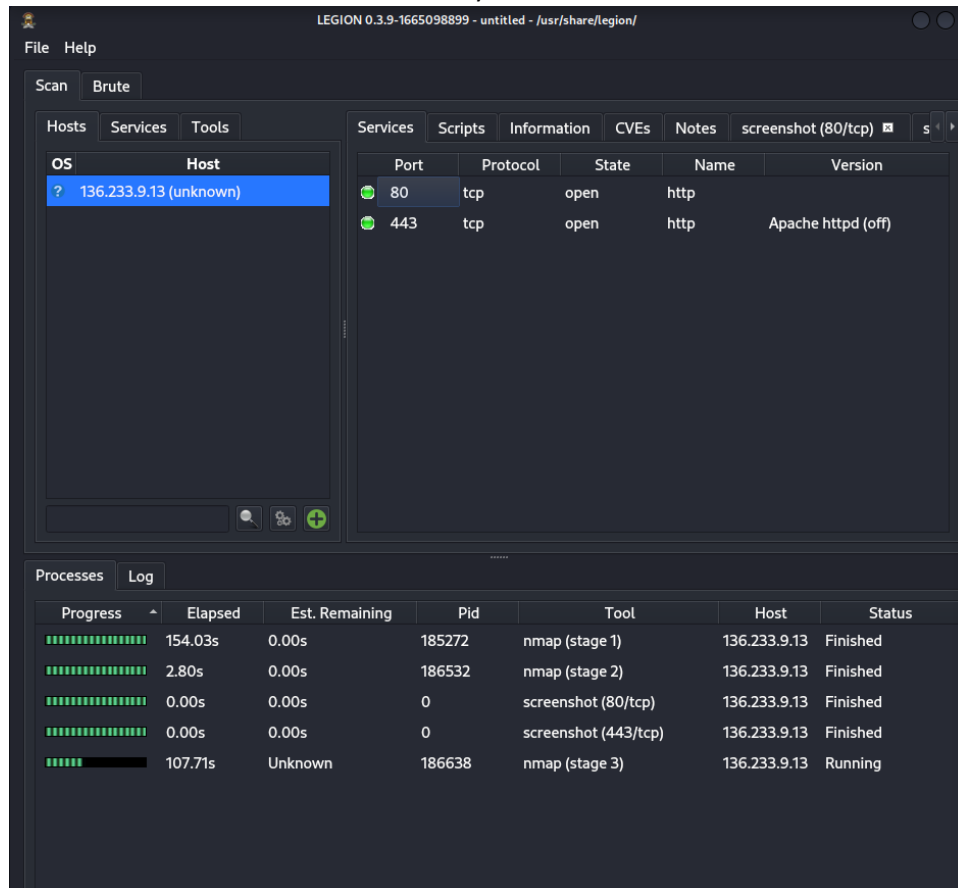 LEGION 0.3.9-1665098899 - untitled - /usr/share/legion/
File Help
Scan Brute
Hosts Services Tools
OS Host
? 136.233.9.13 (unknown)
Services Scripts Information CVEs Notes screenshot (80/tcp) s
Port Protocol State Name Version
80 tcp open http
443 tcp open http Apache httpd (off)
Processes Log
Progress Elapsed Est. Remaining Pid Tool Host Status
154.03s 0.00s 185272 nmap (stage 1) 136.233.9.13 Finished
2.80s 0.00s 186532 nmap (stage 2) 136.233.9.13 Finished
0.00s 0.00s 0 screenshot (80/tcp) 136.233.9.13 Finished
0.00s 0.00s 0 screenshot (443/tcp) 136.233.9.13 Finished
107.71s Unknown 186638 nmap (stage 3) 136.233.9.13 Running